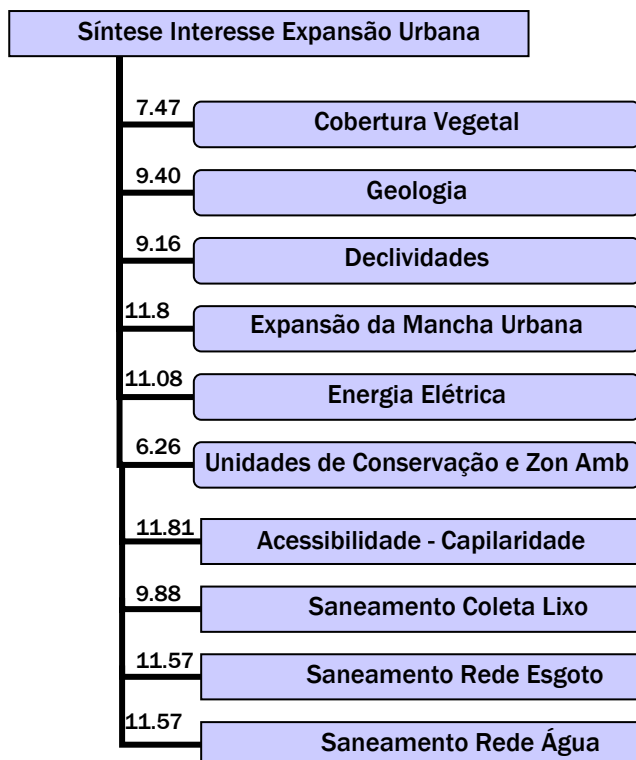 Síntese Interesse Expansão Urbana
7.47
Cobertura Vegetal
9.40
Geologia
9.16
Declividades
11.8
Expansão da Mancha Urbana
11.08
Energia Elétrica
6.26
Unidades de Conservação e Zon Amb
11.81
Acessibilidade - Capilaridade
9.88
Saneamento Coleta Lixo
11.57
Saneamento Rede Esgoto
11.57
Saneamento Rede Água